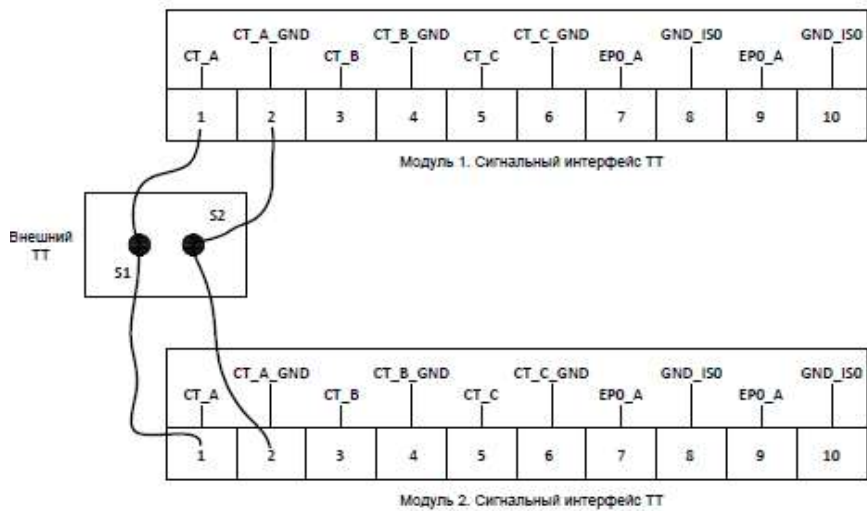 CT_A_GND CT_B_GND CT_C_GND GND_ISO GND_ISO
CT_A CT_B CT_C EPO_A EPO_A
1 2 3 4 5 6 7 8 9 10
Модуль 1. Сигнальный интерфейс ТТ
S2
Внешний
ТТ
S1
CT_A_GND CT_B_GND CT_C_GND GND_ISO GND_ISO
CT_A CT_B CT_C EPO_A EPO_A
1 2 3 4 5 6 7 8 9 10
Модуль 2. Сигнальный интерфейс ТТ